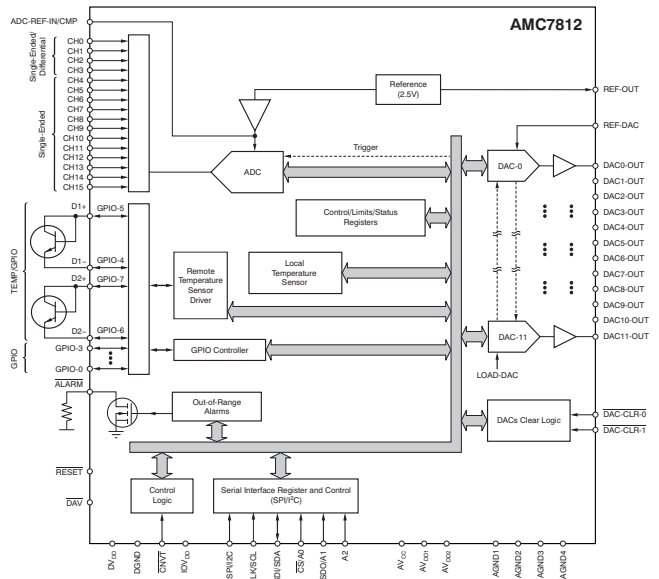 AMC7812
ADC-REF-IN/CMP
Single-Ended/
Differential
CH0
CH1
CH2
CH3
Single-Ended
CH4
CH5
CH6
CH7
CH8
CH9
CH10
CH11
CH12
CH13
CH14
CH15
Reference
(2.5V)
REF-OUT
REF-DAC
Trigger
ADC
DAC-0
DAC0-OUT
DAC1-OUT
DAC2-OUT
DAC3-OUT
DAC4-OUT
DAC5-OUT
DAC6-OUT
DAC7-OUT
DAC8-OUT
DAC9-OUT
DAC10-OUT
DAC11-OUT
DAC-11
LOAD-DAC
Control/Limits/Status
Registers
TEMP/GPIO
D1+
GPIO-5
D1−
GPIO-4
D2+
GPIO-7
D2−
GPIO-6
GPIO
GPIO-3
GPIO-0
Remote
Temperature
Sensor
Driver
Local
Temperature
Sensor
GPIO Controller
ALARM
Out-of-Range
Alarms
DACs Clear Logic
DAC-CLR-0
DAC-CLR-1
RESET
DAV
Control
Logic
Serial Interface Register and Control
(SPI/I²C)
DVDD
DGND
CNVT
IOVDD
SPI/I2C
LK/SCL
DI/SDA
CS/A0
SDO/A1
A2
AVCC
AVDD1
AVDD2
AGND1
AGND2
AGND3
AGND4